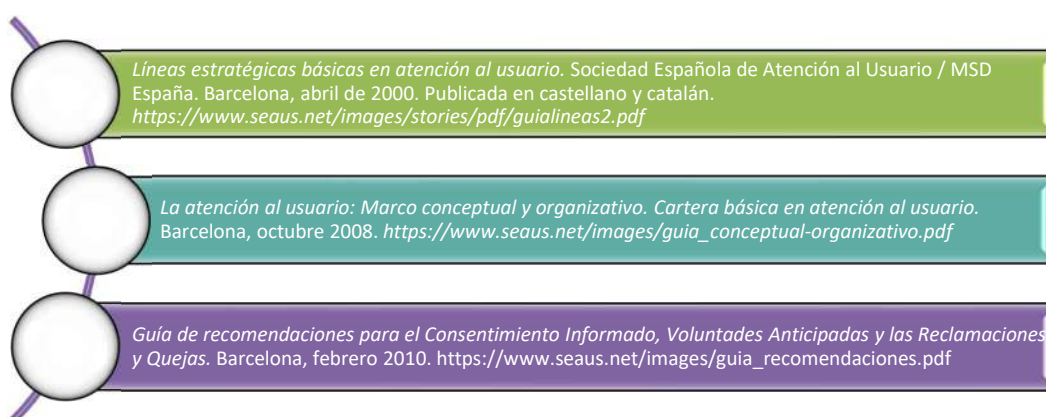 Líneas estratégicas básicas en atención al usuario. Sociedad Española de Atención al Usuario / MSD
España. Barcelona, abril de 2000. Publicada en castellano y catalán.
https://www.seaus.net/images/stories/pdf/guialineas2.pdf
La atención al usuario: Marco conceptual y organizativo. Cartera básica en atención al usuario.
Barcelona, octubre 2008. https://www.seaus.net/images/guia_conceptual-organizativo.pdf
Guía de recomendaciones para el Consentimiento Informado, Voluntades Anticipadas y las Reclamaciones
y Quejas. Barcelona, febrero 2010. https://www.seaus.net/images/guia_recomendaciones.pdf